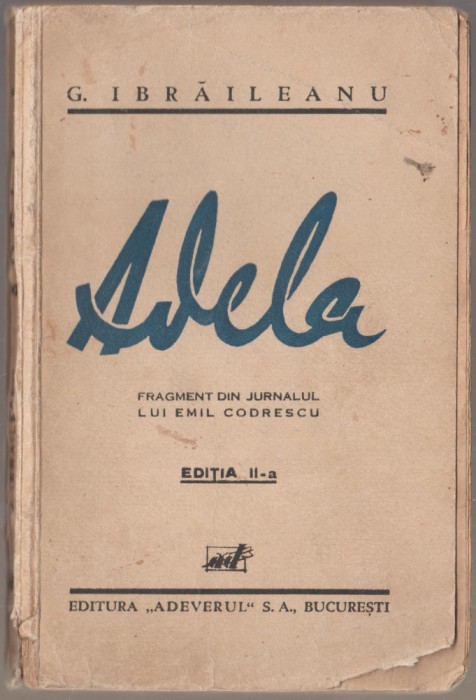 G. IBRĂILEANU
Adela
FRAGMENT DIN JURNALUL
LUI EMIL CODRESCU
EDIȚIA II-a
EDITURA „ADEVERUL“ S. A., BUCUREȘTI